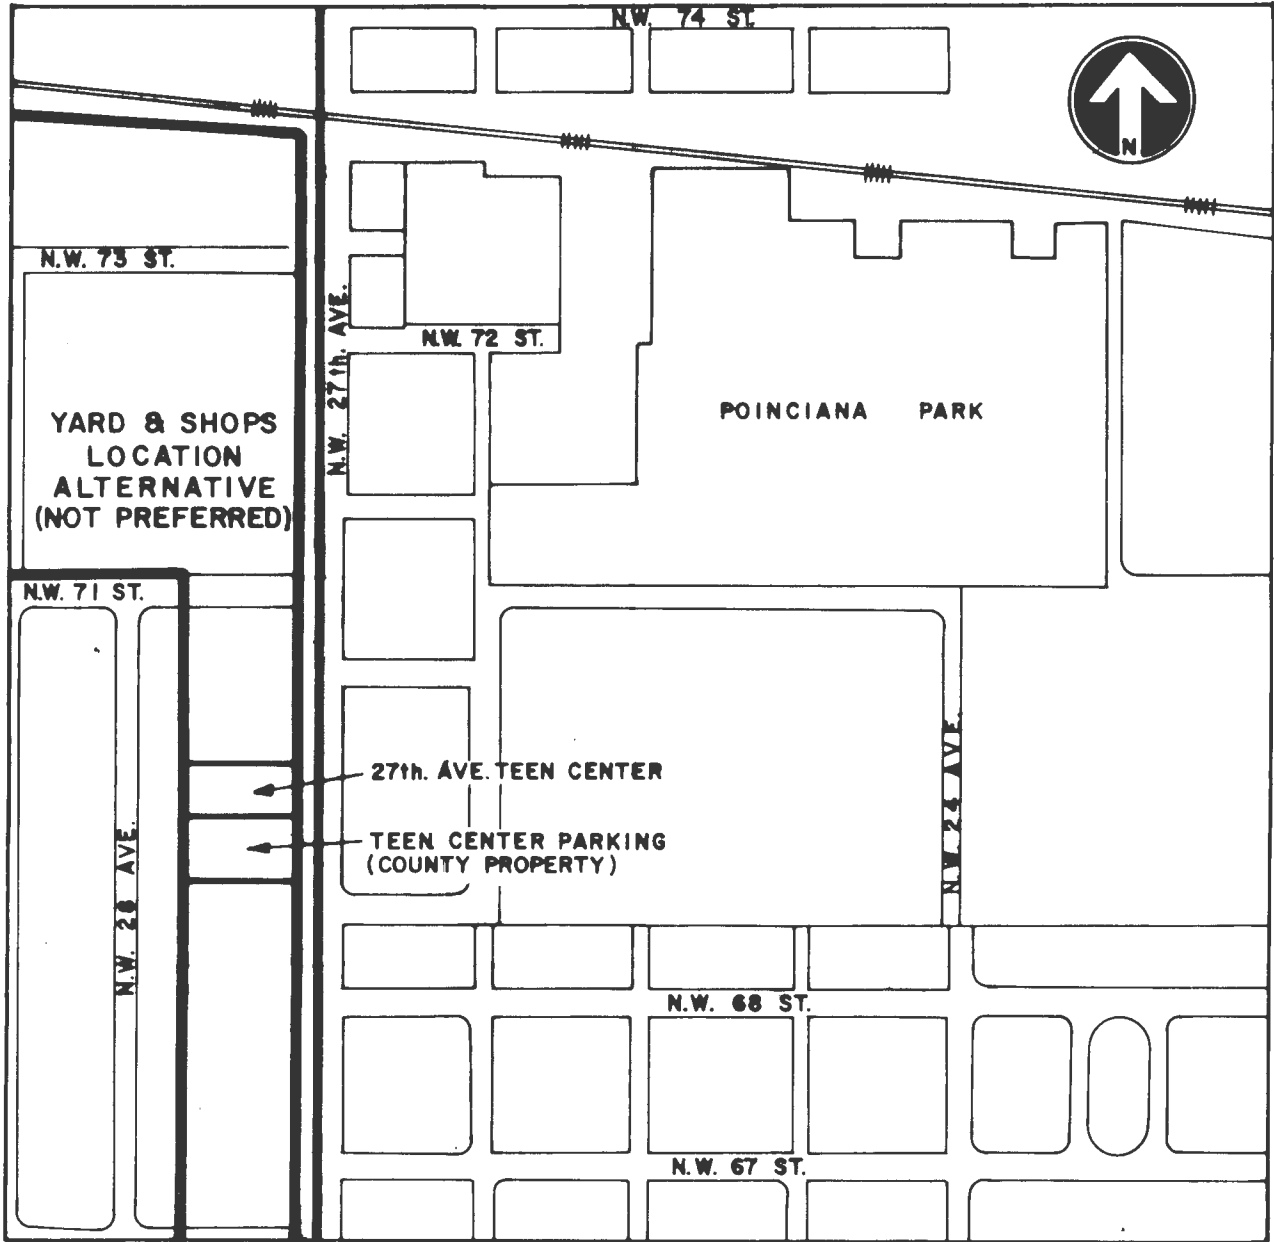 N.W. 74 ST.
N
N.W. 73 ST.
N.W. 27th. AVE.
N.W. 72 ST.
YARD & SHOPS
LOCATION
ALTERNATIVE
(NOT PREFERRED)
POINCIANA PARK
N.W. 71 ST.
27th. AVE. TEEN CENTER
TEEN CENTER PARKING
(COUNTY PROPERTY)
N.W. 28 AVE.
N.W. 24 AVE.
N.W. 68 ST.
N.W. 67 ST.